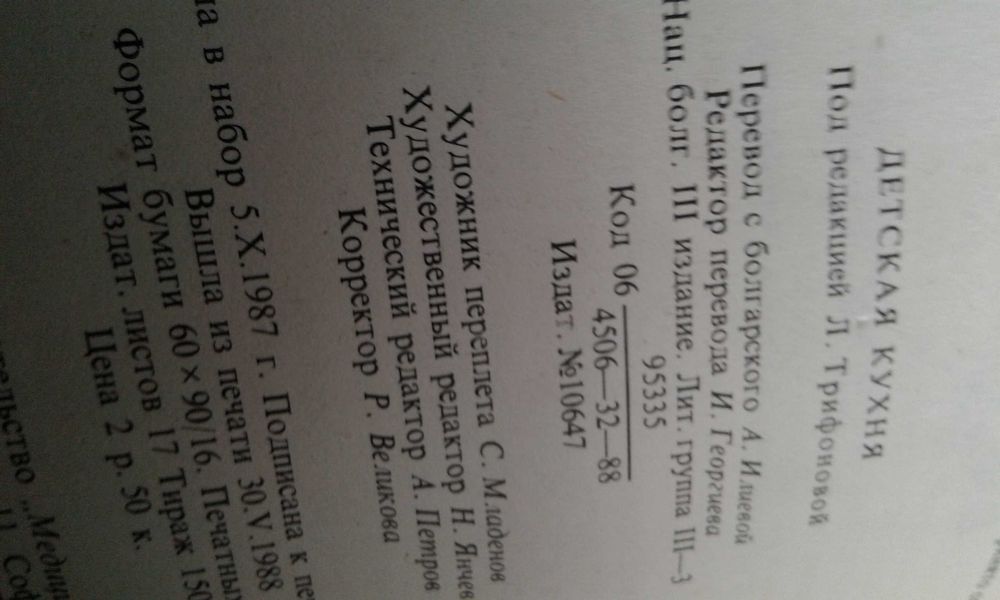 ДЕТСКАЯ КУХНЯ
Под редакцией Л. Трифоновой
Перевод с болгарского А. Илиевой
Редактор перевода И. Георгиева
Нац. болг. III издание. Лит. группа III—3
95335
Код 06
4506—32—88
Издат. №10647
Художник переплета С. Младенов
Художественный редактор Н. Янчев
Технический редактор А. Петров
Корректор Р. Великова
в набор 5.X.1987 г. Подписана к
Вышла из печати 30.V.1988
Формат бумаги 60×90/16. Печатных
Издат. листов 17 Тираж 150
Цена 2 р. 50 к.